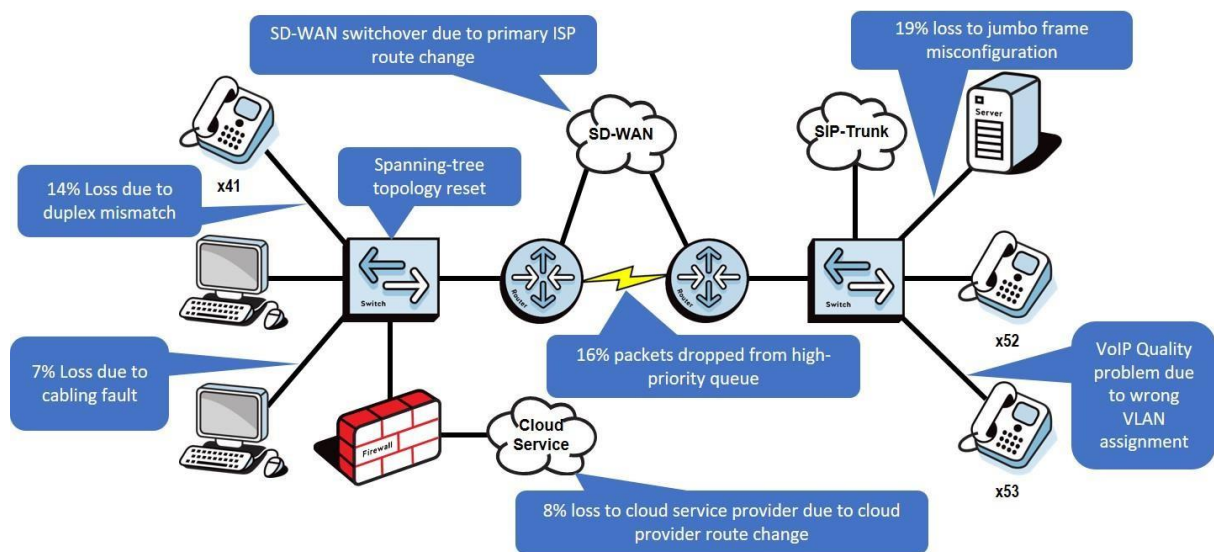 SD-WAN switchover due to primary ISP
route change
19% loss to jumbo frame
misconfiguration
SD-WAN
SIP-Trunk
Server
x41
Spanning-tree
topology reset
14% Loss due to
duplex mismatch
Switch
Router
Router
Switch
x52
16% packets dropped from high-
priority queue
7% Loss due to
cabling fault
VoIP Quality
problem due to
wrong
VLAN
assignment
Firewall
Cloud
Service
x53
8% loss to cloud service provider due to cloud
provider route change